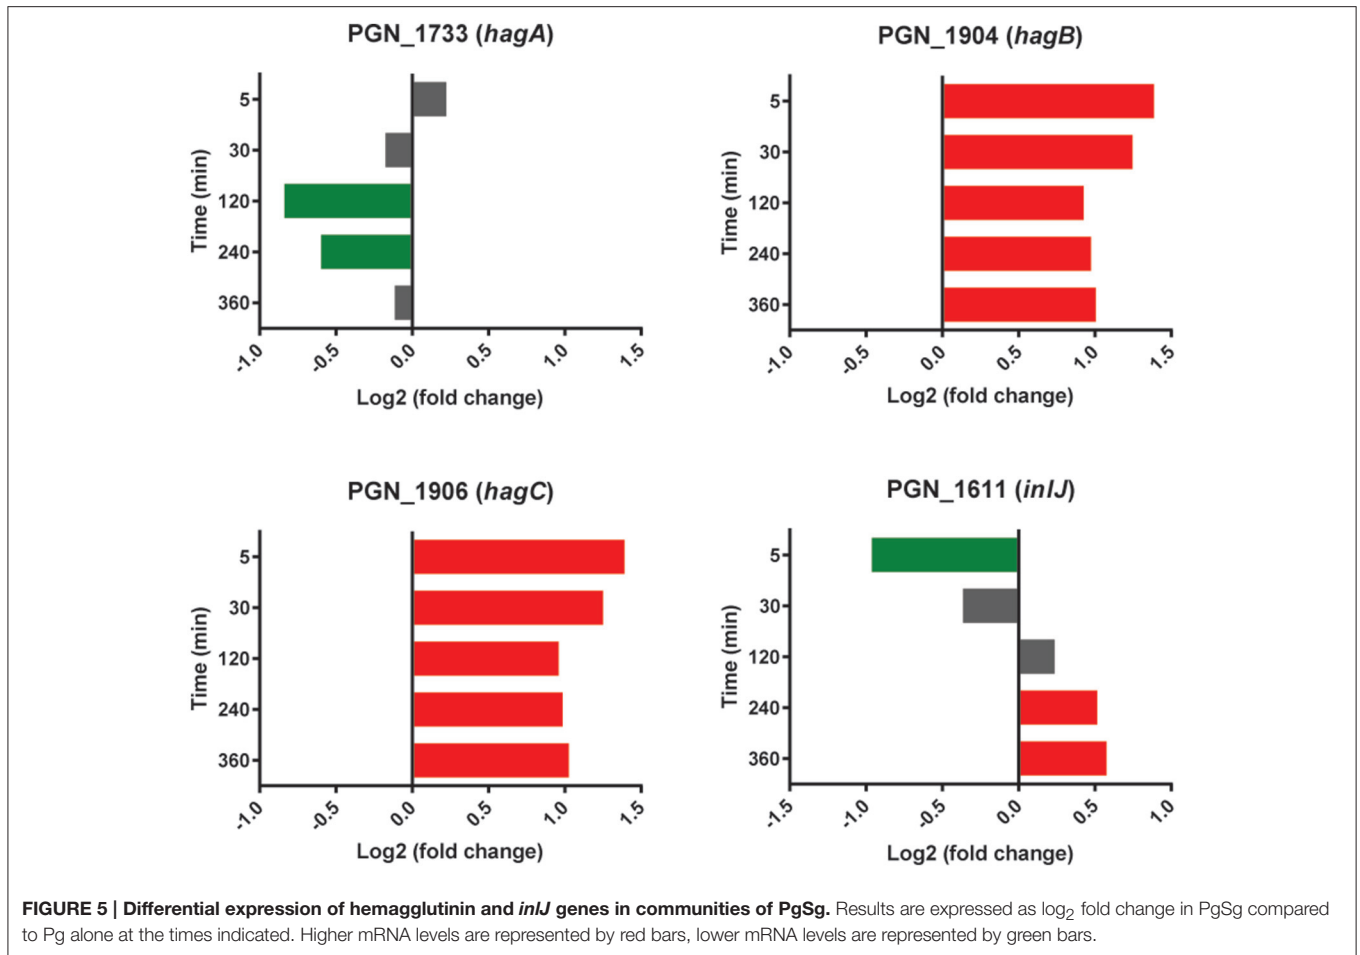 PGN_1733 (hagA)
5
30
120
240
360
Time (min)
-1.0 -0.5 0.0 0.5 1.0 1.5
Log2 (fold change)
PGN_1904 (hagB)
5
30
120
240
360
Time (min)
-1.0 -0.5 0.0 0.5 1.0 1.5
Log2 (fold change)
PGN_1906 (hagC)
5
30
120
240
360
Time (min)
-1.0 -0.5 0.0 0.5 1.0 1.5
Log2 (fold change)
PGN_1611 (inlJ)
5
30
120
240
360
Time (min)
-1.5 -1.0 -0.5 0.0 0.5 1.0
Log2 (fold change)
FIGURE 5 | Differential expression of hemagglutinin and inlJ genes in communities of PgSg. Results are expressed as log₂ fold change in PgSg compared
to Pg alone at the times indicated. Higher mRNA levels are represented by red bars, lower mRNA levels are represented by green bars.